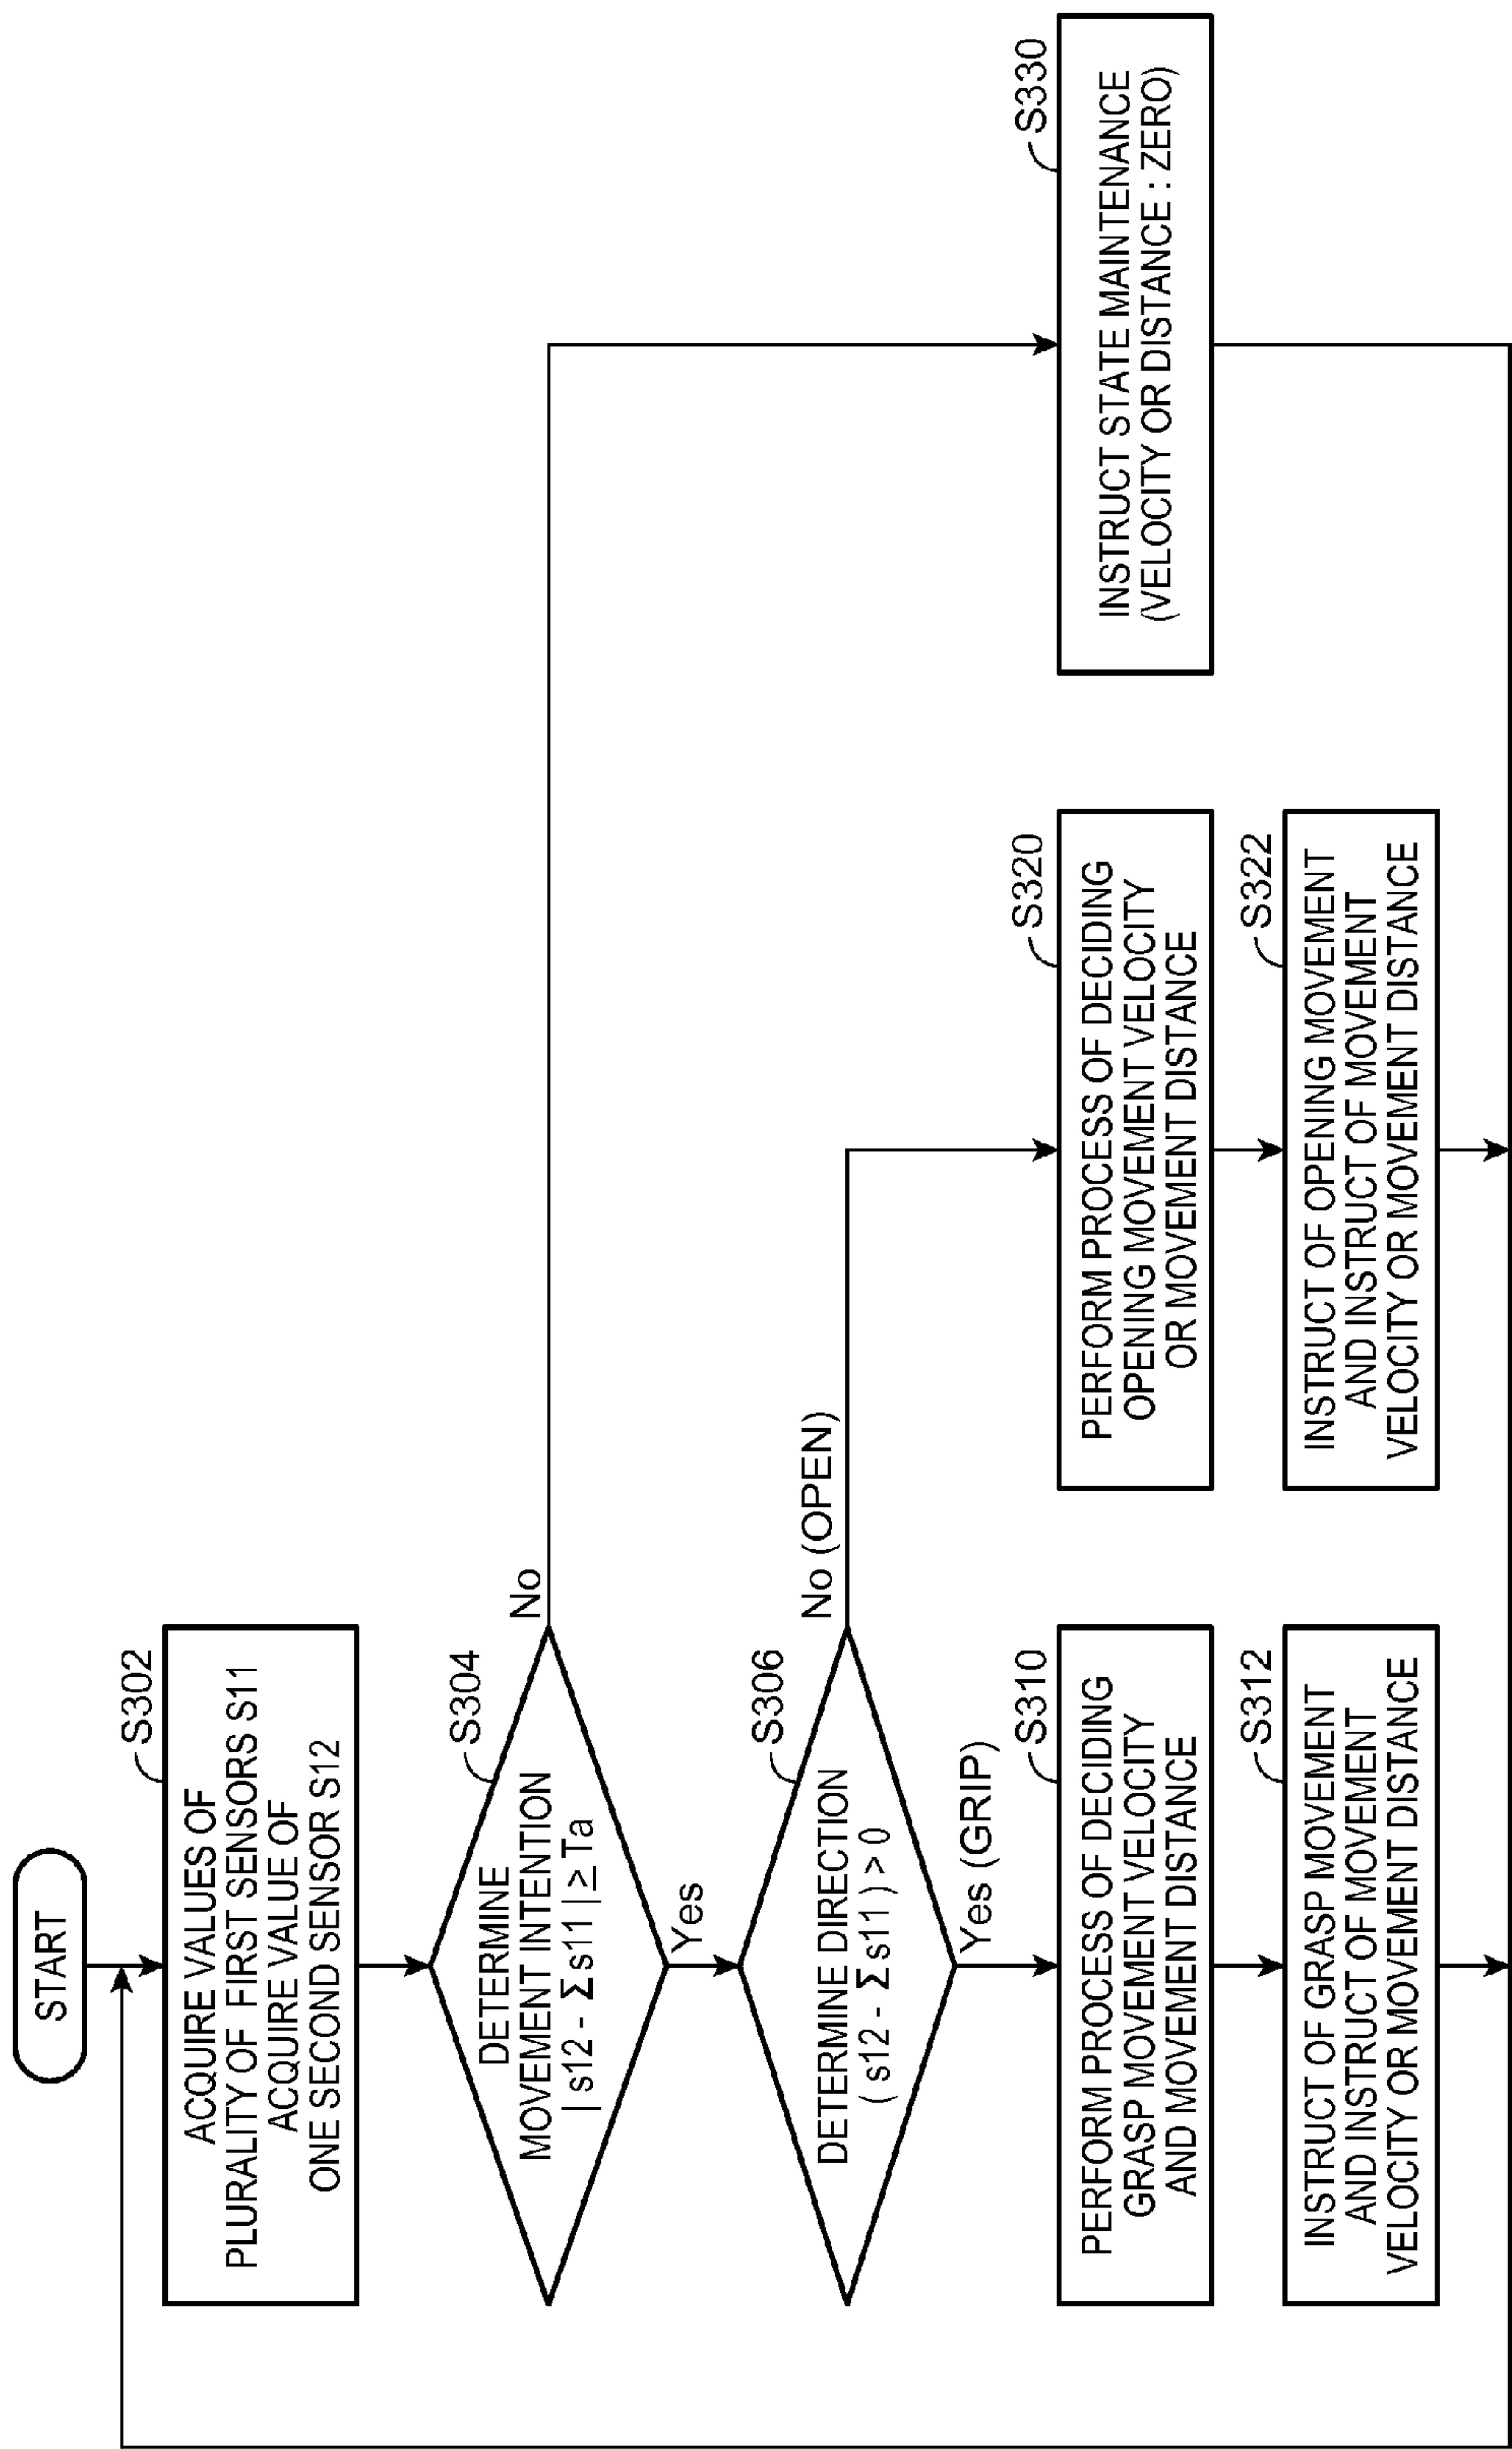 START
S302
ACQUIRE VALUES OF
PLURALITY OF FIRST SENSORS S11
ACQUIRE VALUE OF
ONE SECOND SENSOR S12
S304
DETERMINE
MOVEMENT INTENTION
| s12 - Σ s11 | ≥ Ta
No
Yes
S306
DETERMINE DIRECTION
( s12 - Σ s11 ) > 0
No (OPEN)
Yes (GRIP)
S310
PERFORM PROCESS OF DECIDING
GRASP MOVEMENT VELOCITY
AND MOVEMENT DISTANCE
S312
INSTRUCT OF GRASP MOVEMENT
AND INSTRUCT OF MOVEMENT
VELOCITY OR MOVEMENT DISTANCE
S320
PERFORM PROCESS OF DECIDING
OPENING MOVEMENT VELOCITY
OR MOVEMENT DISTANCE
S322
INSTRUCT OF OPENING MOVEMENT
AND INSTRUCT OF MOVEMENT
VELOCITY OR MOVEMENT DISTANCE
S330
INSTRUCT STATE MAINTENANCE
(VELOCITY OR DISTANCE : ZERO)